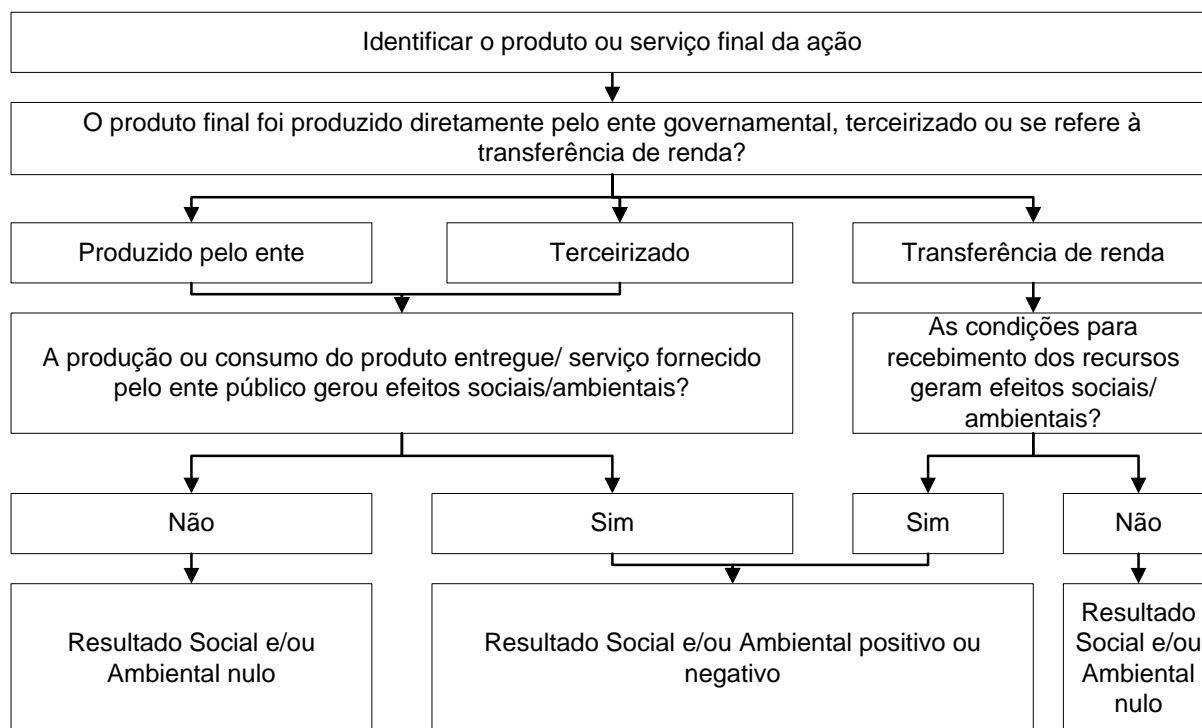 Identificar o produto ou serviço final da ação
O produto final foi produzido diretamente pelo ente governamental, terceirizado ou se refere à
transferência de renda?
Produzido pelo ente
Terceirizado
Transferência de renda
A produção ou consumo do produto entregue/ serviço fornecido
pelo ente público gerou efeitos sociais/ambientais?
As condições para
recebimento dos recursos
geram efeitos sociais/
ambientais?
Não
Sim
Sim
Não
Resultado Social e/ou
Ambiental nulo
Resultado Social e/ou Ambiental positivo ou
negativo
Resultado
Social e/ou
Ambiental
nulo